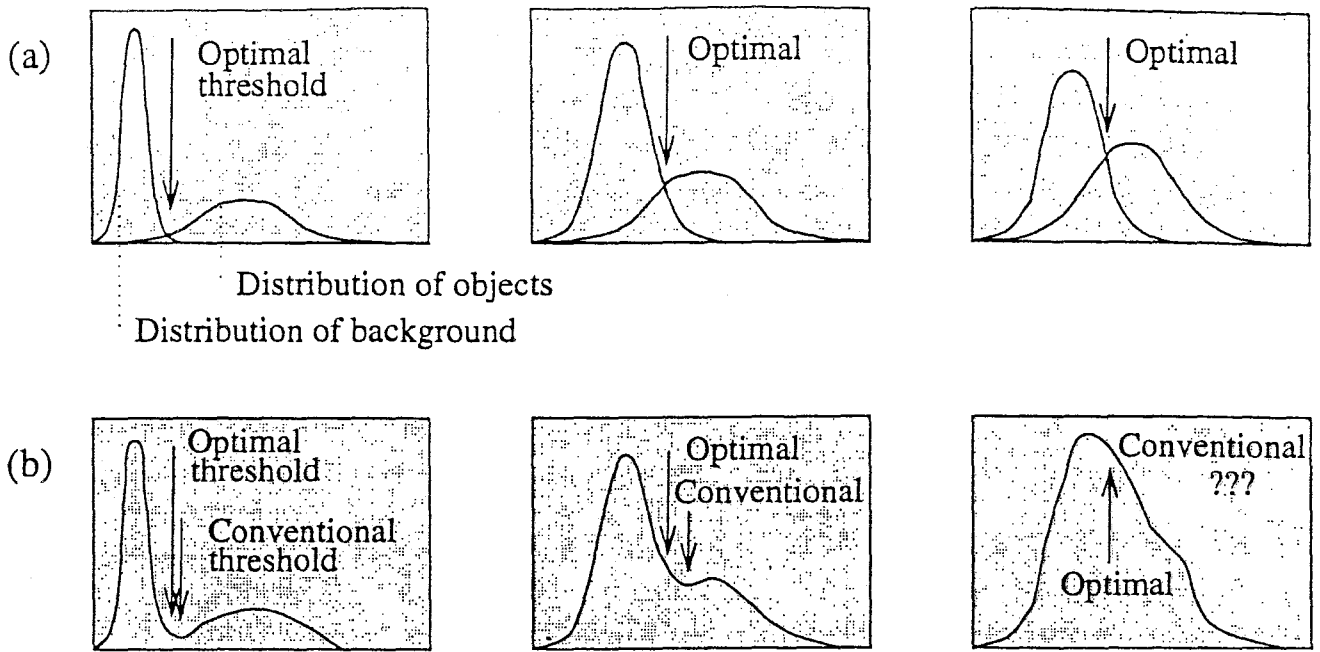 (a)
Optimal
threshold
Optimal
Optimal
Distribution of objects
Distribution of background
(b)
Optimal
threshold
Conventional
threshold
Optimal
Conventional
Conventional
???
Optimal